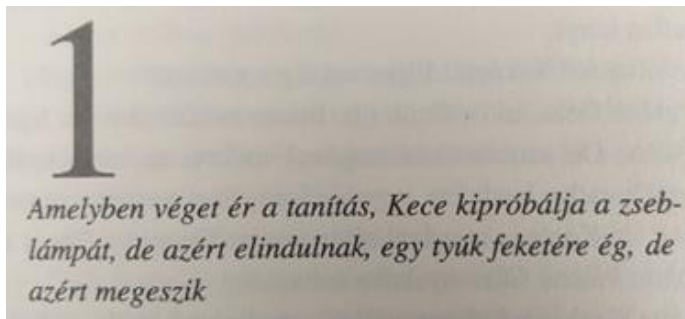 1
Amelyben véget ér a tanítás, Kece kipróbálja a zseb-
lámpát, de azért elindulnak, egy tyúk feketére ég, de
azért megeszik